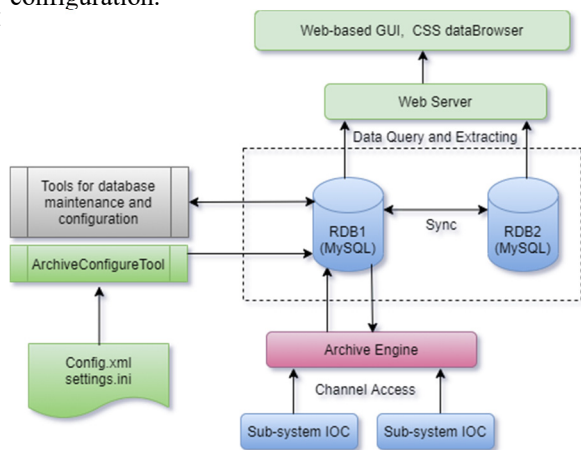 configuration.
Web-based GUI, CSS dataBrowser
Web Server
Data Query and Extracting
Tools for database
maintenance and
configuration
RDB1
(MySQL)
Sync
RDB2
(MySQL)
ArchiveConfigureTool
Config.xml
settings.ini
Archive Engine
Channel Access
Sub-system IOC
Sub-system IOC